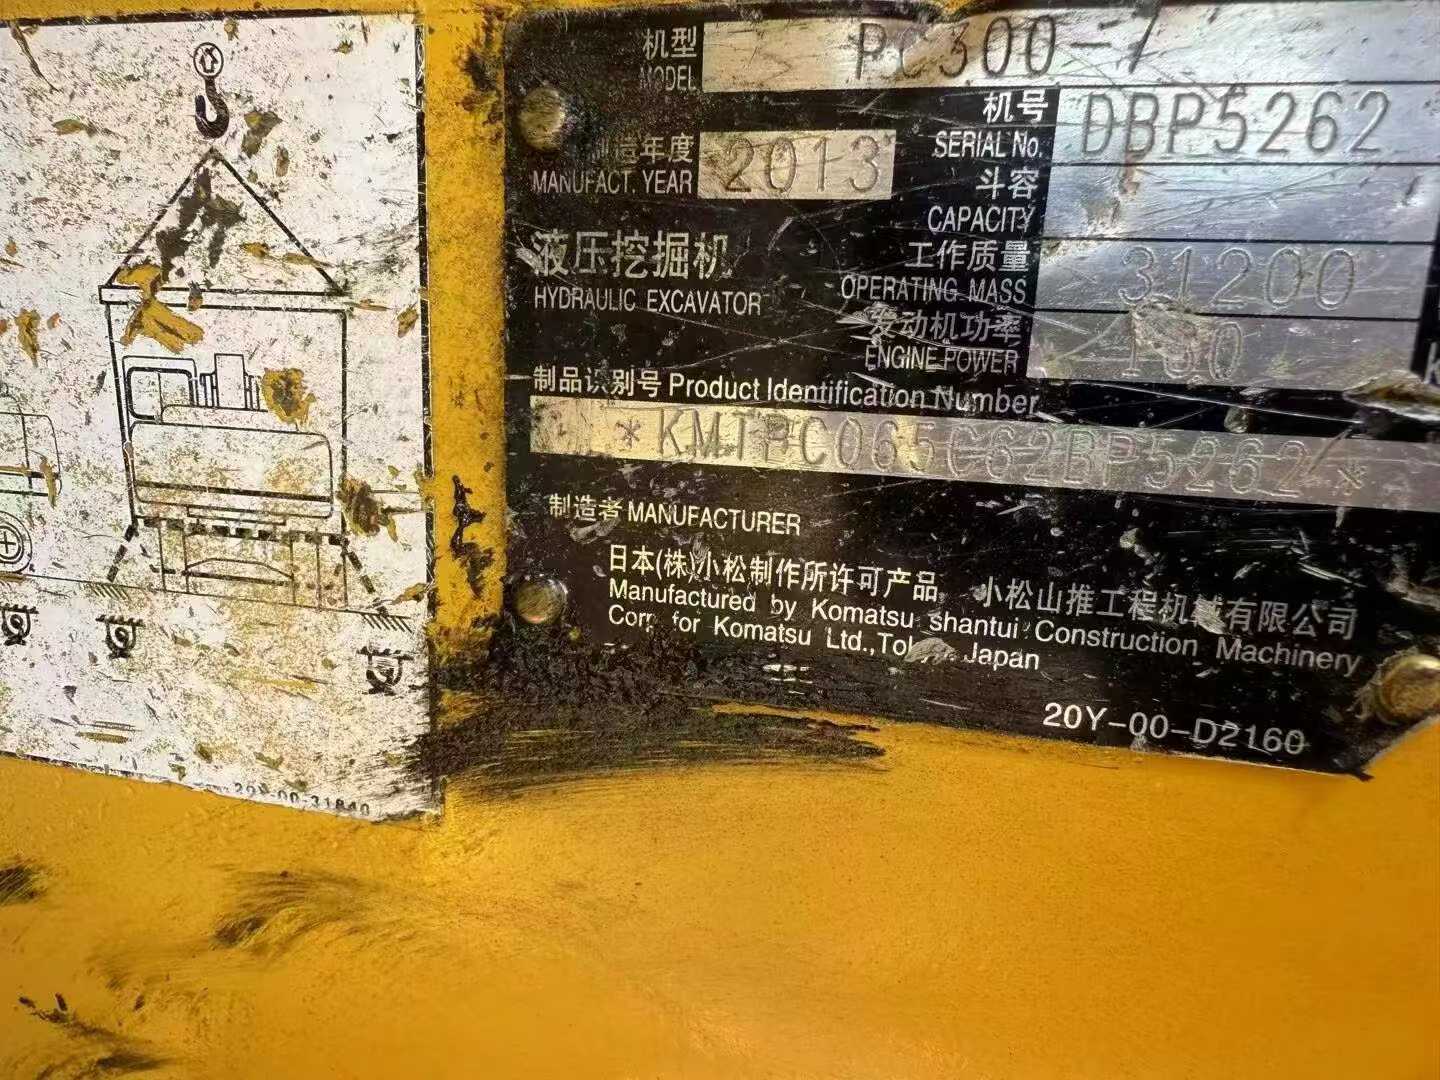 机型 MODEL PC300-7
机号 SERIAL No. DBP5262
制造年度 MANUFACT. YEAR 2013
斗容 CAPACITY
液压挖掘机 HYDRAULIC EXCAVATOR
工作质量 OPERATING MASS 31200
发动机功率 ENGINE POWER
制品识别号 Product Identification Number
*KMTPC065C62BP5262*
制造者 MANUFACTURER
日本(株)小松制作所许可产品 小松山推工程机械有限公司
Manufactured by Komatsu shantui Construction Machinery
Corp. for Komatsu Ltd., Japan
20Y-00-D2160